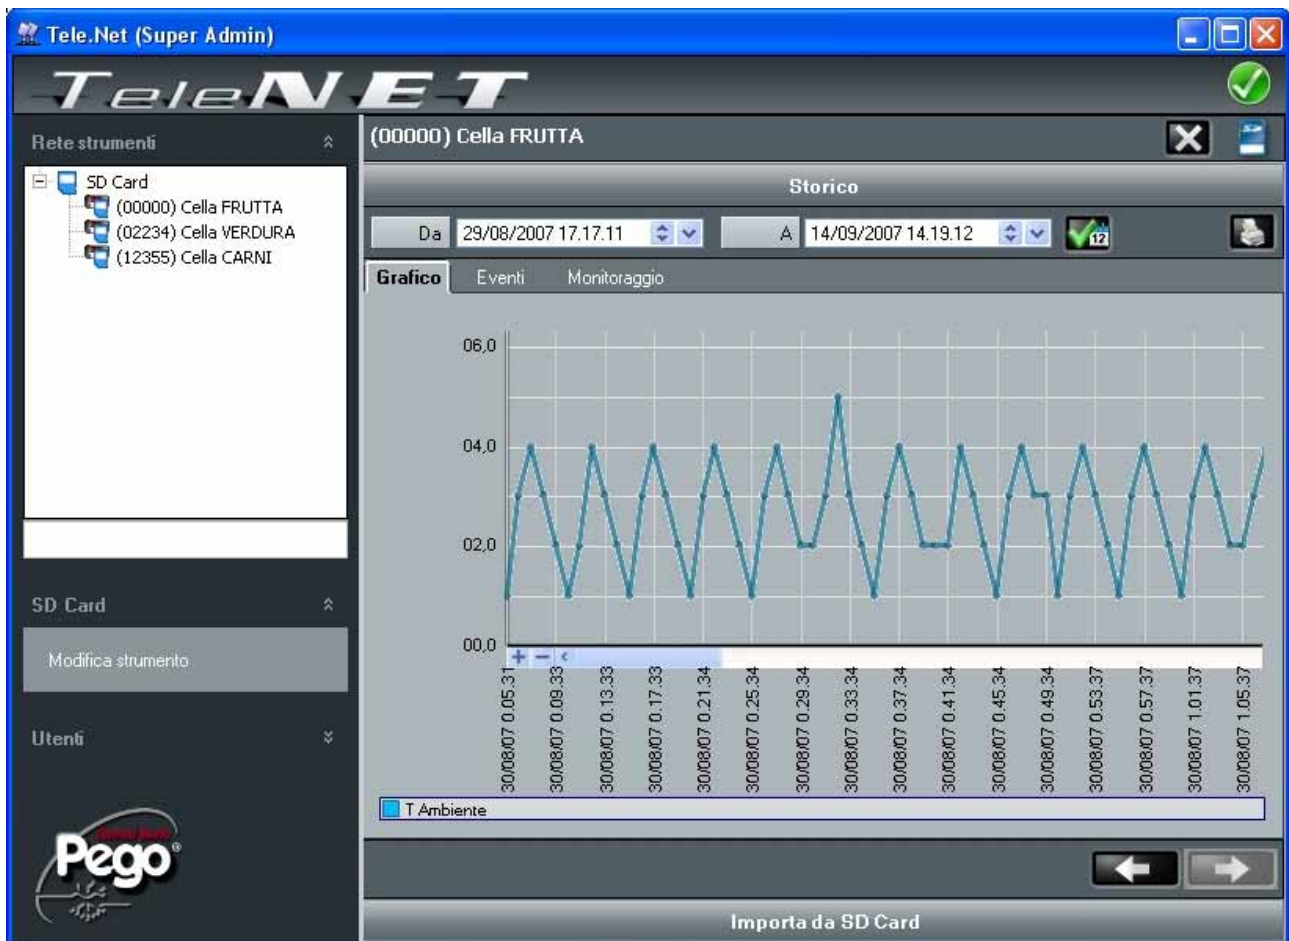 Tele.Net (Super Admin)
TeleNET
Rete strumenti
SD Card
(00000) Cella FRUTTA
(02234) Cella VERDURA
(12355) Cella CARNI
SD Card
Modifica strumento
Utenti
Pego®
(00000) Cella FRUTTA
Storico
Da 29/08/2007 17.17.11 A 14/09/2007 14.19.12 12
Grafico Eventi Monitoraggio
06,0
04,0
02,0
00,0
30/08/07 0.05.31
30/08/07 0.09.33
30/08/07 0.13.33
30/08/07 0.17.33
30/08/07 0.21.34
30/08/07 0.25.34
30/08/07 0.29.34
30/08/07 0.33.34
30/08/07 0.37.34
30/08/07 0.41.34
30/08/07 0.45.34
30/08/07 0.49.34
30/08/07 0.53.37
30/08/07 0.57.37
30/08/07 1.01.37
30/08/07 1.05.37
T Ambiente
Importa da SD Card